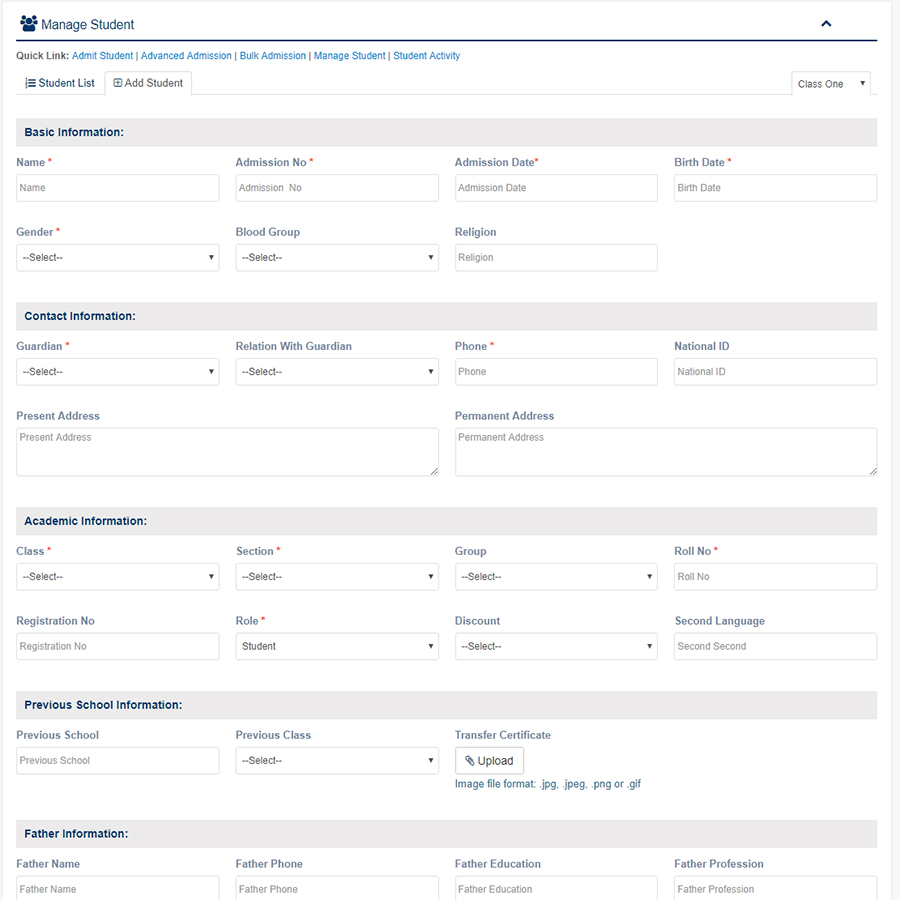 Manage Student
Quick Link: Admit Student | Advanced Admission | Bulk Admission | Manage Student | Student Activity
Student List Add Student Class One
Basic Information:
Name * Admission No * Admission Date* Birth Date *
Name Admission No Admission Date Birth Date
Gender * Blood Group Religion
--Select-- --Select-- Religion
Contact Information:
Guardian * Relation With Guardian Phone * National ID
--Select-- --Select-- Phone National ID
Present Address Permanent Address
Present Address Permanent Address
Academic Information:
Class * Section * Group Roll No *
--Select-- --Select-- --Select-- Roll No
Registration No Role * Discount Second Language
Registration No Student --Select-- Second Second
Previous School Information:
Previous School Previous Class Transfer Certificate
Previous School --Select-- Upload
Image file format: .jpg, .jpeg, .png or .gif
Father Information:
Father Name Father Phone Father Education Father Profession
Father Name Father Phone Father Education Father Profession